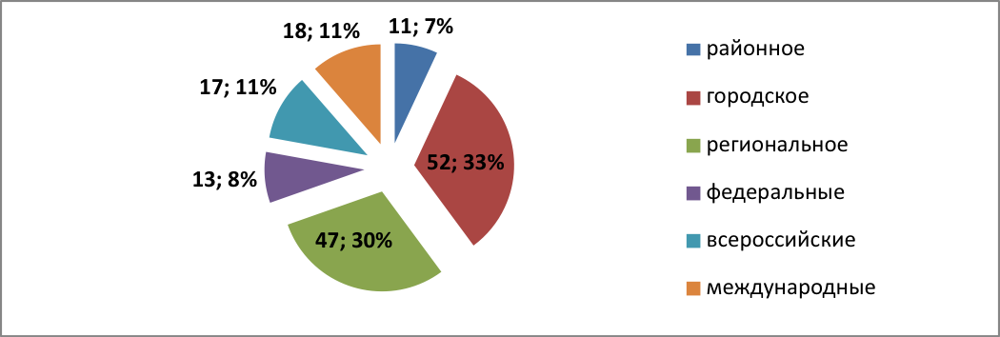 18; 11%
11; 7%
17; 11%
52; 33%
13; 8%
47; 30%
районное
городское
региональное
федеральные
всероссийские
международные